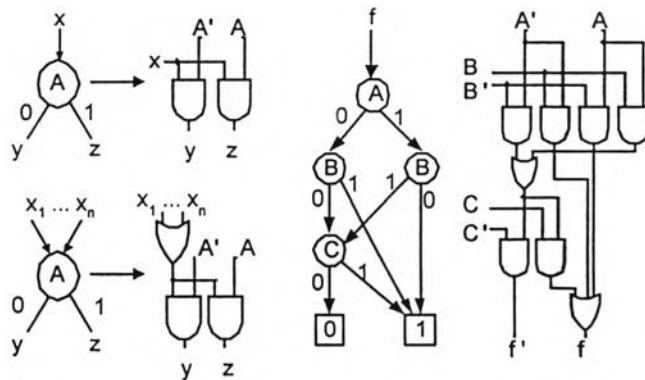 x
A
0 1
y z
A' A
x
y z
x1 ... xn
A
0 1
y z
x1 ... xn
A' A
y z
f
A
0 1
B B
0 1 1 0
C
0 1
0 1
A' A
B
B'
C
C'
f' f